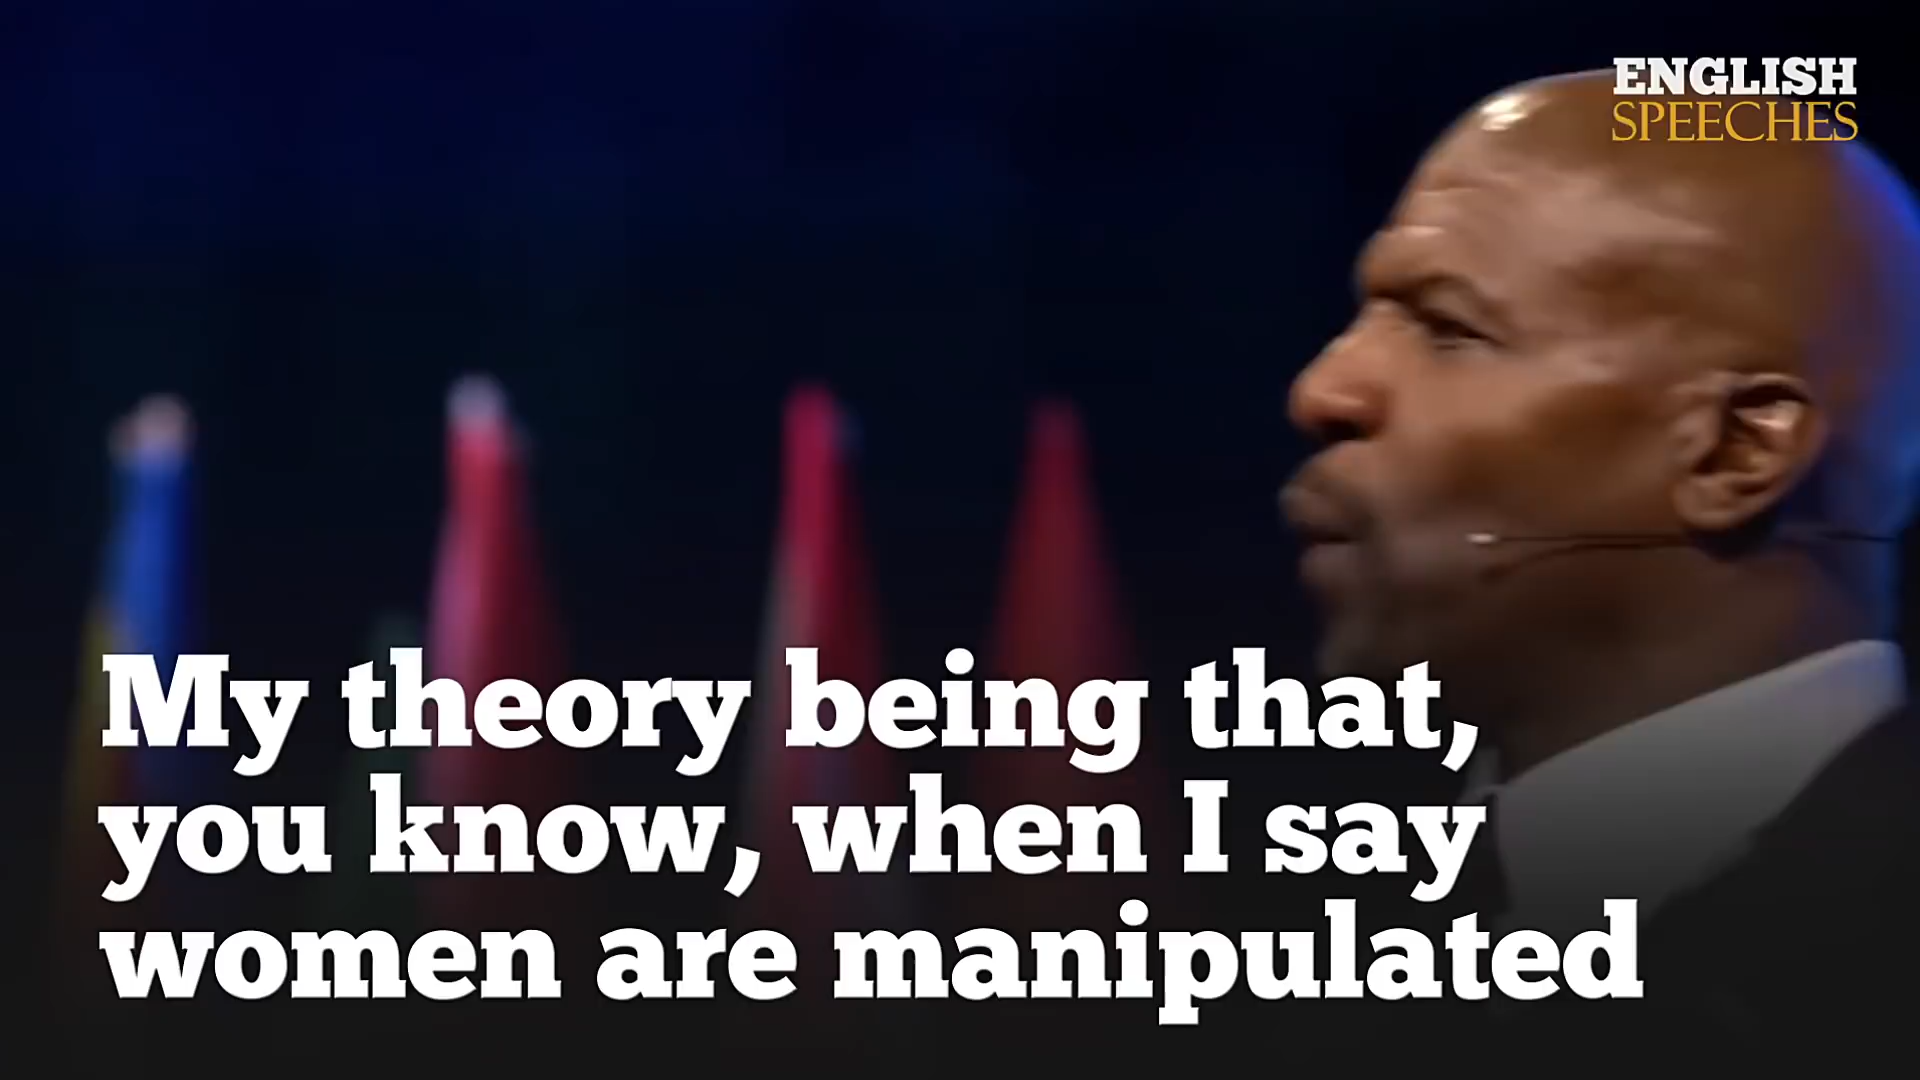 ENGLISH
SPEECHES
My theory being that,
you know, when I say
women are manipulated